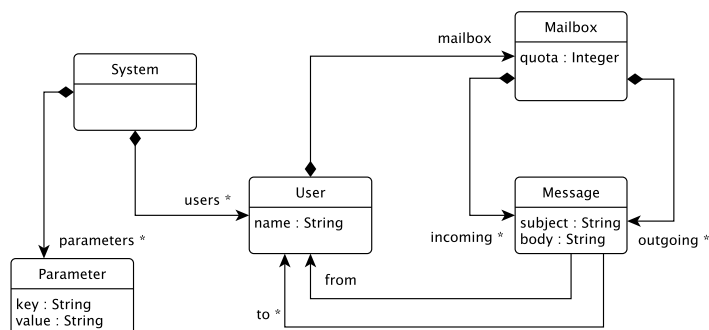 Mailbox
mailbox
quota : Integer
System
User
Message
users *
name : String
subject : String
incoming *
body : String
outgoing *
parameters *
Parameter
from
key : String
to *
value : String